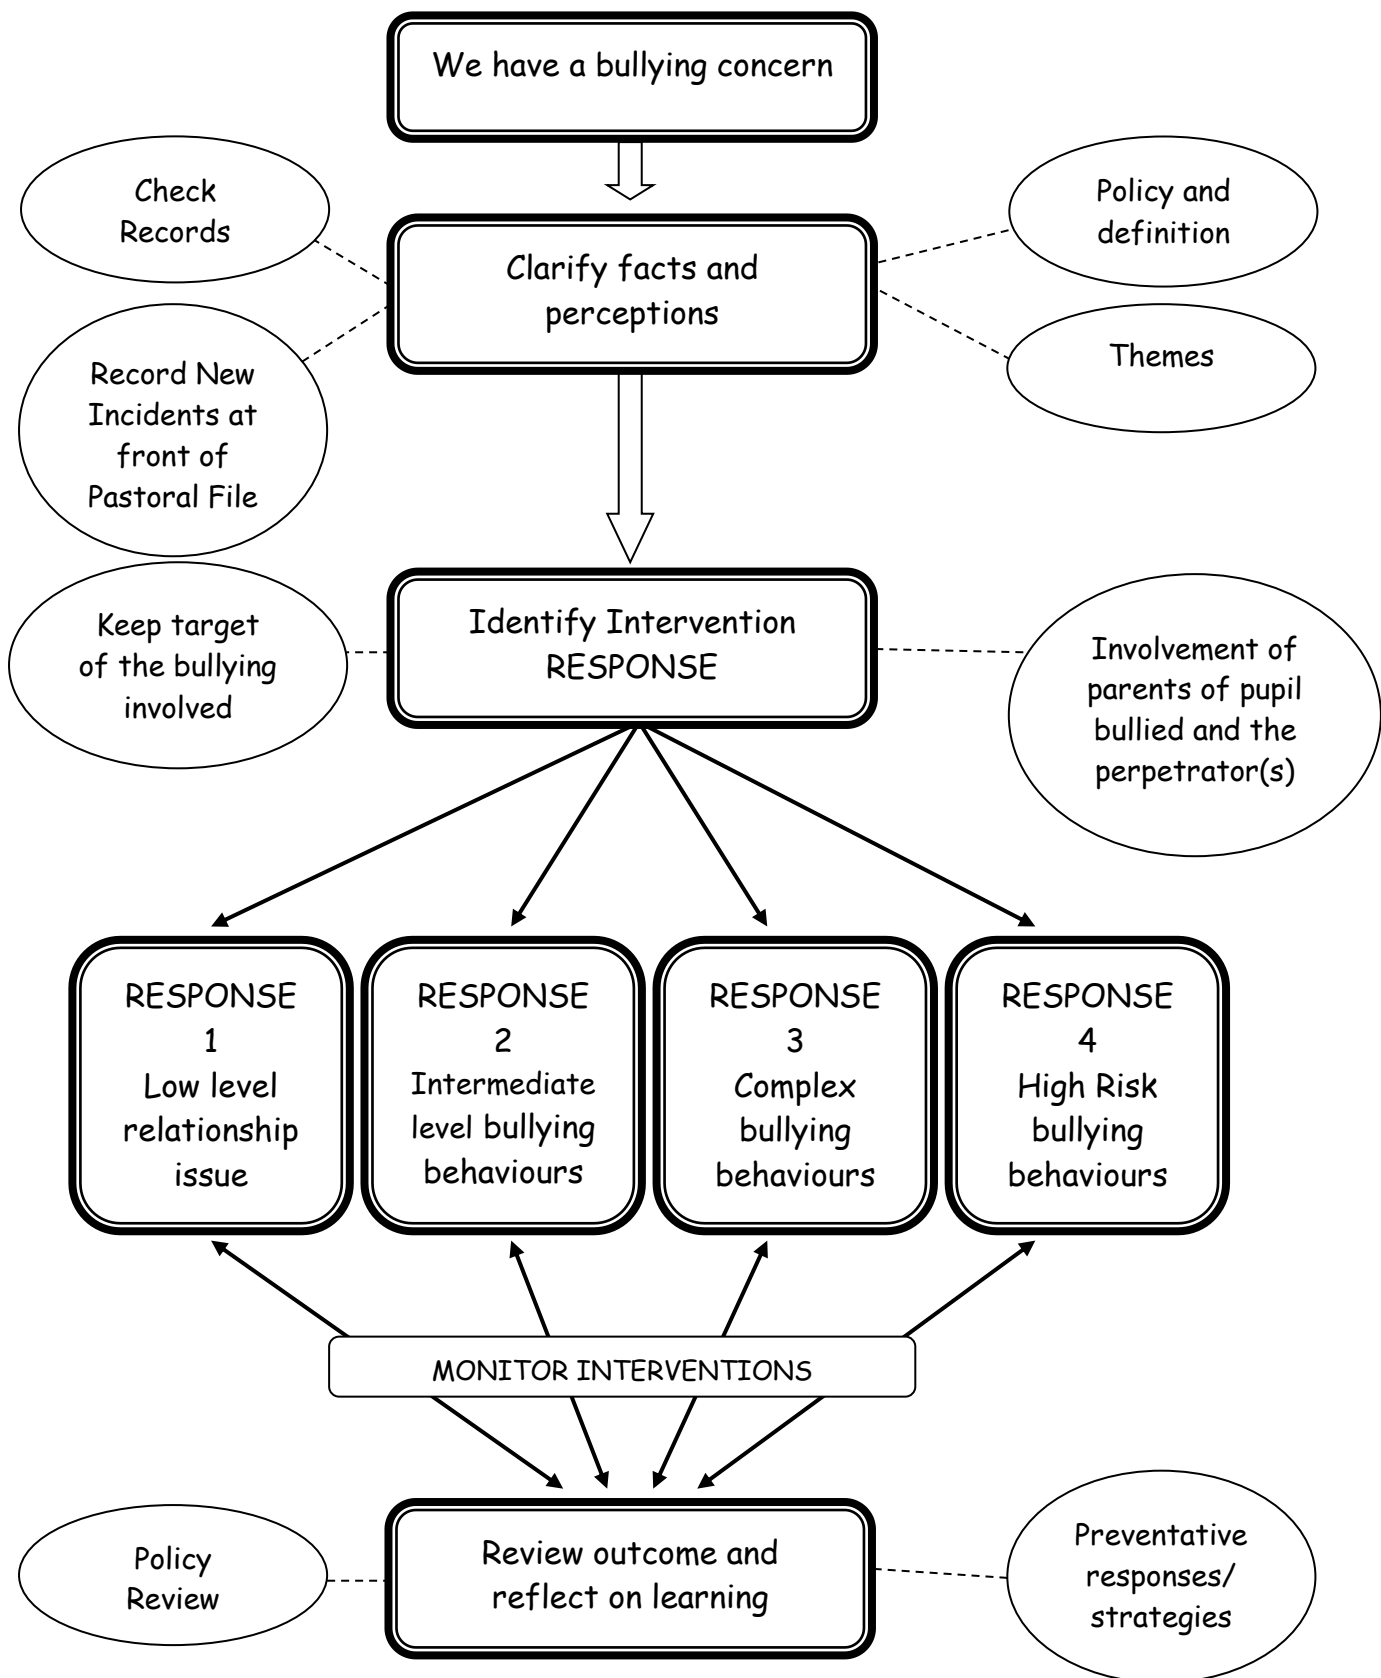 We have a bullying concern
Check
Records
Policy and
definition
Clarify facts and
perceptions
Record New
Incidents at
front of
Pastoral File
Themes
Keep target
of the bullying
involved
Identify Intervention
RESPONSE
Involvement of
parents of pupil
bullied and the
perpetrator(s)
RESPONSE
1
Low level
relationship
issue
RESPONSE
2
Intermediate
level bullying
behaviours
RESPONSE
3
Complex
bullying
behaviours
RESPONSE
4
High Risk
bullying
behaviours
MONITOR INTERVENTIONS
Policy
Review
Review outcome and
reflect on learning
Preventative
responses/
strategies